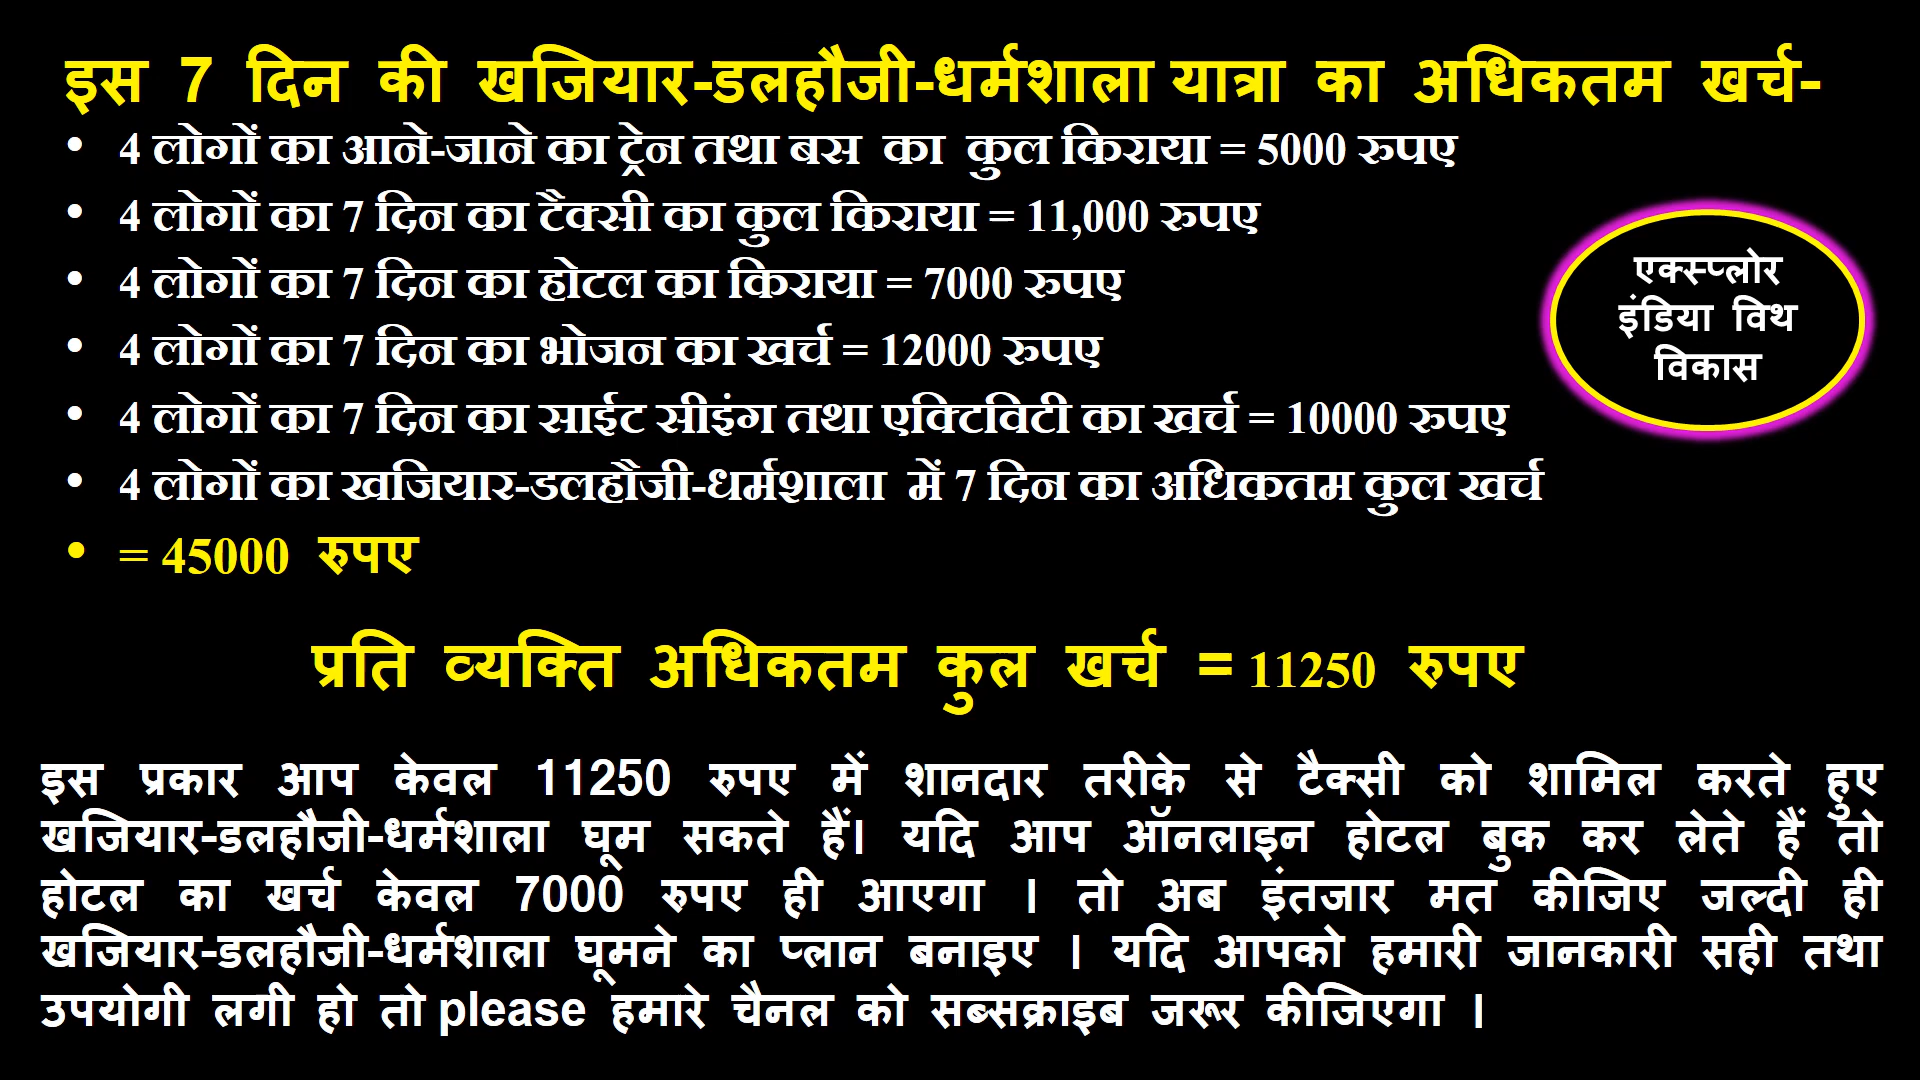 इस 7 दिन की खजियार-डलहौजी-धर्मशाला यात्रा का अधिकतम खर्च-
• 4 लोगों का आने-जाने का ट्रेन तथा बस का कुल किराया = 5000 रुपए
• 4 लोगों का 7 दिन का टैक्सी का कुल किराया = 11,000 रुपए
• 4 लोगों का 7 दिन का होटल का किराया = 7000 रुपए
• 4 लोगों का 7 दिन का भोजन का खर्च = 12000 रुपए
• 4 लोगों का 7 दिन का साईट सीइंग तथा एक्टिविटी का खर्च = 10000 रुपए
• 4 लोगों का खजियार-डलहौजी-धर्मशाला में 7 दिन का अधिकतम कुल खर्च
• = 45000 रुपए
एक्स्प्लोर
इंडिया विथ
विकास
प्रति व्यक्ति अधिकतम कुल खर्च = 11250 रुपए
इस प्रकार आप केवल 11250 रुपए में शानदार तरीके से टैक्सी को शामिल करते हुए
खजियार-डलहौजी-धर्मशाला घूम सकते हैं। यदि आप ऑनलाइन होटल बुक कर लेते हैं तो
होटल का खर्च केवल 7000 रुपए ही आएगा । तो अब इंतजार मत कीजिए जल्दी ही
खजियार-डलहौजी-धर्मशाला घूमने का प्लान बनाइए । यदि आपको हमारी जानकारी सही तथा
उपयोगी लगी हो तो please हमारे चैनल को सब्सक्राइब जरूर कीजिएगा ।